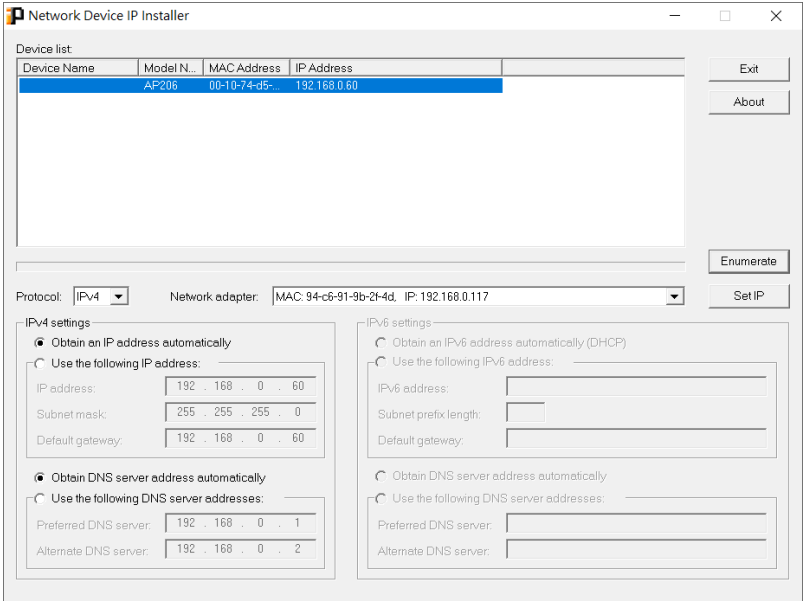 Network Device IP Installer
Device list:
Device Name Model N... MAC Address IP Address
AP206 00-10-74-d5-... 192.168.0.60
Exit
About
Enumerate
Protocol: IPv4 Network adapter: MAC: 94-c6-91-9b-2f-4d, IP: 192.168.0.117 Set IP
IPv4 settings
Obtain an IP address automatically
Use the following IP address:
IP address: 192 . 168 . 0 . 60
Subnet mask: 255 . 255 . 255 . 0
Default gateway: 192 . 168 . 0 . 60
Obtain DNS server address automatically
Use the following DNS server addresses:
Preferred DNS server: 192 . 168 . 0 . 1
Alternate DNS server: 192 . 168 . 0 . 2
IPv6 settings
Obtain an IPv6 address automatically (DHCP)
Use the following IPv6 address:
IPv6 address:
Subnet prefix length:
Default gateway:
Obtain DNS server address automatically
Use the following DNS server addresses:
Preferred DNS server:
Alternate DNS server: